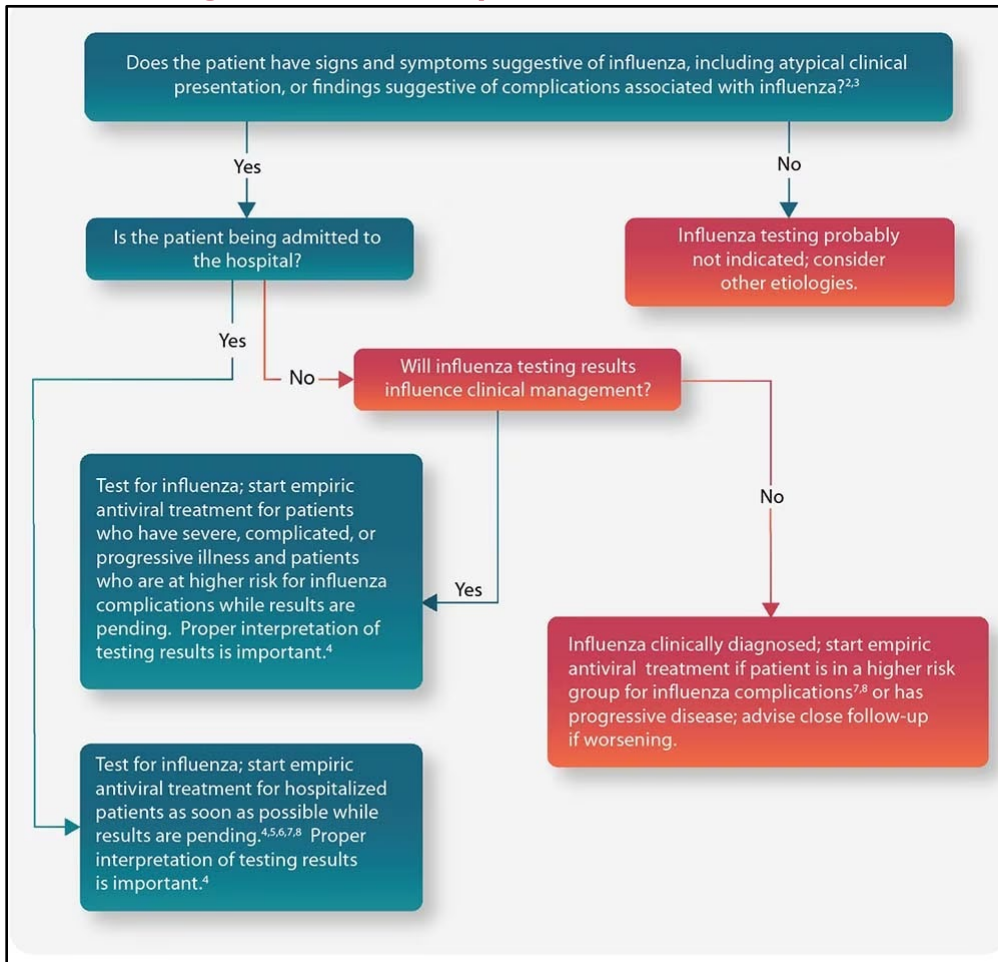 Does the patient have signs and symptoms suggestive of influenza, including atypical clinical
presentation, or findings suggestive of complications associated with influenza?2,3
Yes
No
Is the patient being admitted to
the hospital?
Influenza testing probably
not indicated; consider
other etiologies.
Yes
No
Will influenza testing results
influence clinical management?
Test for influenza; start empiric
antiviral treatment for patients
who have severe, complicated, or
progressive illness and patients
who are at higher risk for influenza
complications while results are
pending. Proper interpretation of
testing results is important.4
Yes
No
Influenza clinically diagnosed; start empiric
antiviral treatment if patient is in a higher risk
group for influenza complications7,8 or has
progressive disease; advise close follow-up
if worsening.
Test for influenza; start empiric
antiviral treatment for hospitalized
patients as soon as possible while
results are pending.4,5,6,7,8 Proper
interpretation of testing results
is important.4